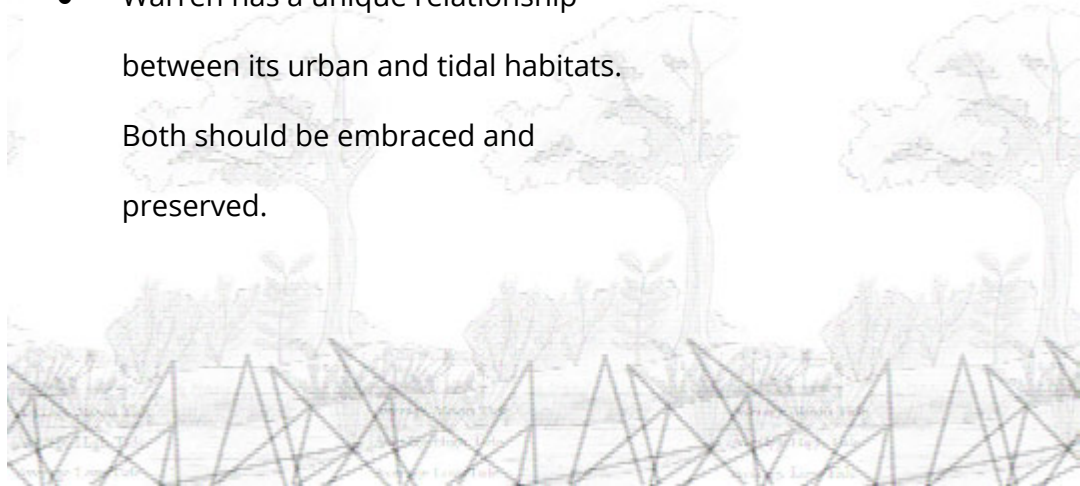 ● Warren has a unique relationship
between its urban and tidal habitats.
Both should be embraced and
preserved.